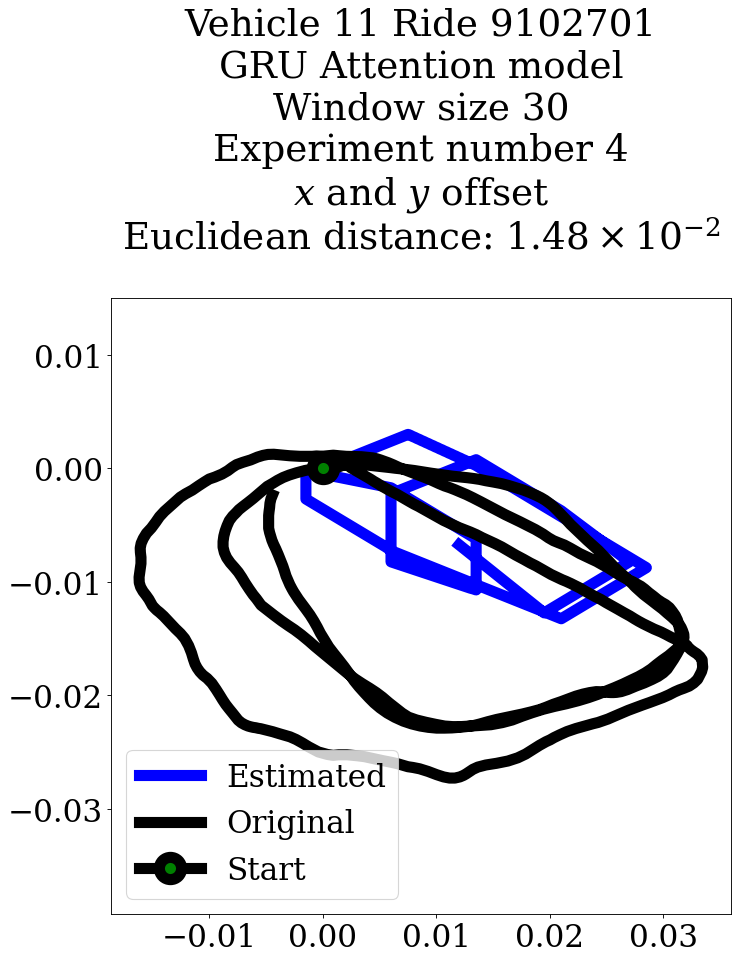 Vehicle 11 Ride 9102701
GRU Attention model
Window size 30
Experiment number 4
x and y offset
Euclidean distance: 1.48 × 10⁻²
0.01
0.00
−0.01
−0.02
−0.03
Estimated
Original
Start
−0.01 0.00 0.01 0.02 0.03